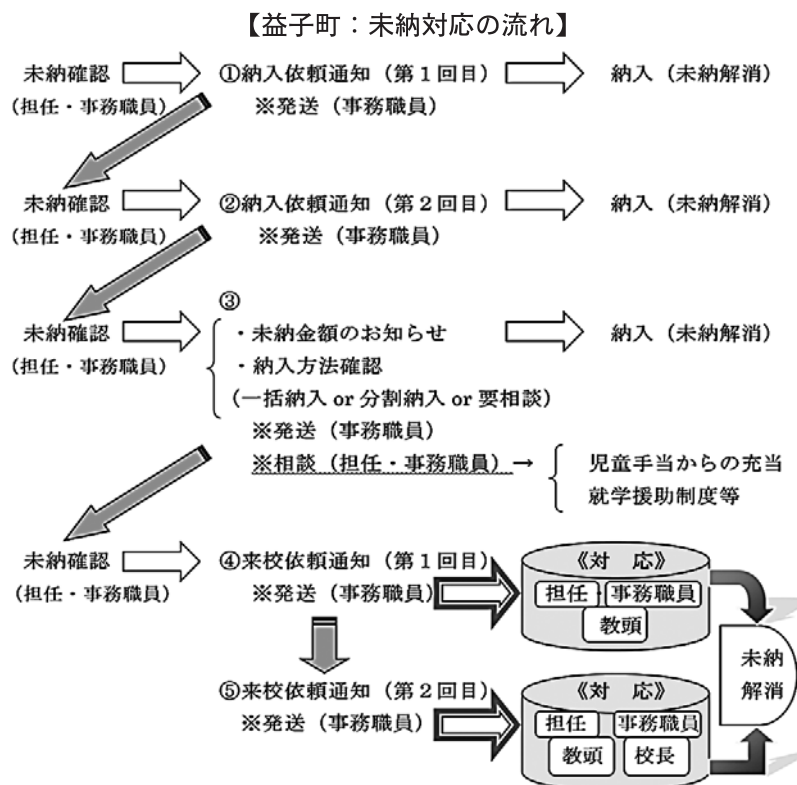 【益子町：未納対応の流れ】
未納確認 ①納入依頼通知（第１回目） 納入（未納解消）
(担任・事務職員) ※発送（事務職員）
未納確認 ②納入依頼通知（第２回目） 納入（未納解消）
(担任・事務職員) ※発送（事務職員）
③
未納確認 ・未納金額のお知らせ 納入（未納解消）
(担任・事務職員) ・納入方法確認
(一括納入 or 分割納入 or 要相談)
※発送（事務職員）
※相談（担任・事務職員）→ 児童手当からの充当
就学援助制度等
未納確認 ④来校依頼通知（第１回目） 《対　応》
(担任・事務職員) ※発送（事務職員） 担任 事務職員
教頭
未納
解消
⑤来校依頼通知（第２回目） 《対　応》
※発送（事務職員） 担任 事務職員
教頭 校長